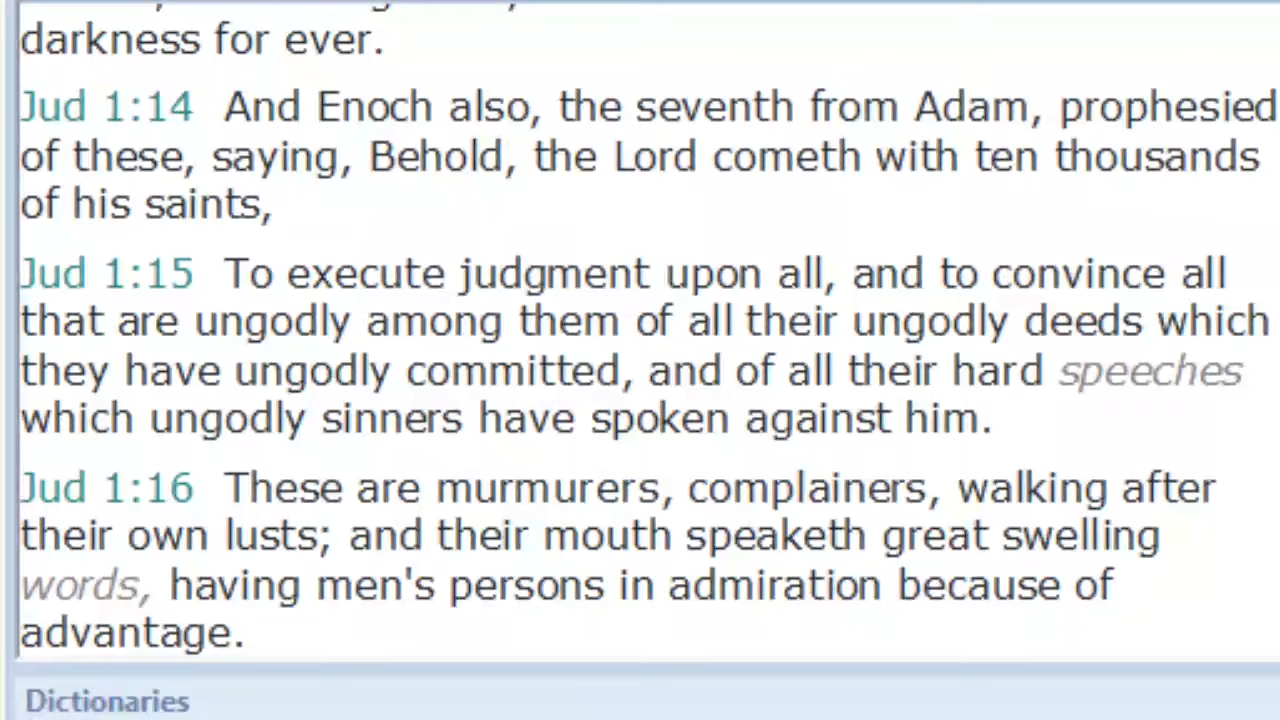 darkness for ever.
Jud 1:14 And Enoch also, the seventh from Adam, prophesied
of these, saying, Behold, the Lord cometh with ten thousands
of his saints,
Jud 1:15 To execute judgment upon all, and to convince all
that are ungodly among them of all their ungodly deeds which
they have ungodly committed, and of all their hard speeches
which ungodly sinners have spoken against him.
Jud 1:16 These are murmurers, complainers, walking after
their own lusts; and their mouth speaketh great swelling
words, having men's persons in admiration because of
advantage.
Dictionaries